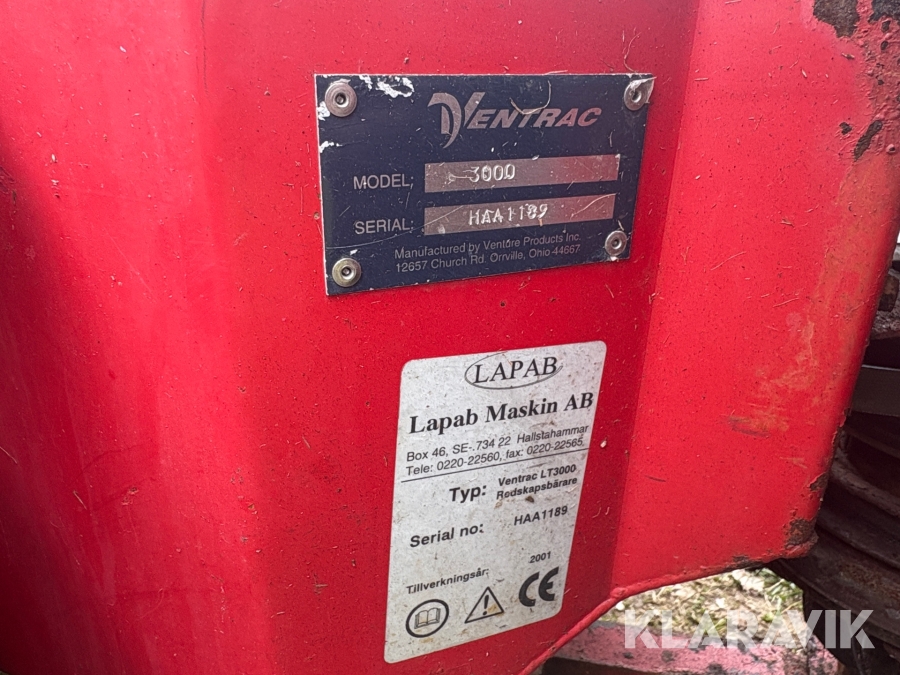 VENTRAC
MODEL: 3000
SERIAL: HAA1189
Manufactured by Venture Products Inc.
12657 Church Rd. Orrville, Ohio 44667
LAPAB
Lapab Maskin AB
Box 46, SE-.734 22 Hallstahammar
Tele: 0220-22560, fax: 0220-22565.
Typ: Ventrac LT3000
Redskapsbärare
Serial no: HAA1189
Tillverkningsår: 2001
CE
KLARAVIK